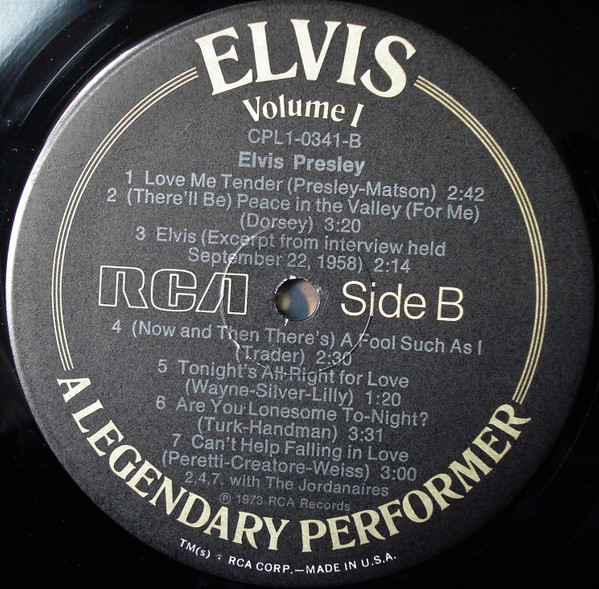 ELVIS
Volume I
CPL1-0341-B
Elvis Presley
1 Love Me Tender (Presley-Matson) 2:42
2 (There'll Be) Peace in the Valley (For Me)
(Dorsey) 3:20
3 Elvis (Excerpt from interview held
September 22, 1958) 2:14
RCA Side B
4 (Now and Then There's) A Fool Such As I
(Trader) 2:30
5 Tonight's All Right for Love
(Wayne-Silver-Lilly) 1:20
6 Are You Lonesome To-Night?
(Turk-Handman) 3:31
7 Can't Help Falling in Love
(Peretti-Creatore-Weiss) 3:00
2,4,7, with The Jordanaires
℗ 1973 RCA Records
A LEGENDARY PERFORMER
TM(s) ® RCA CORP.—MADE IN U.S.A.